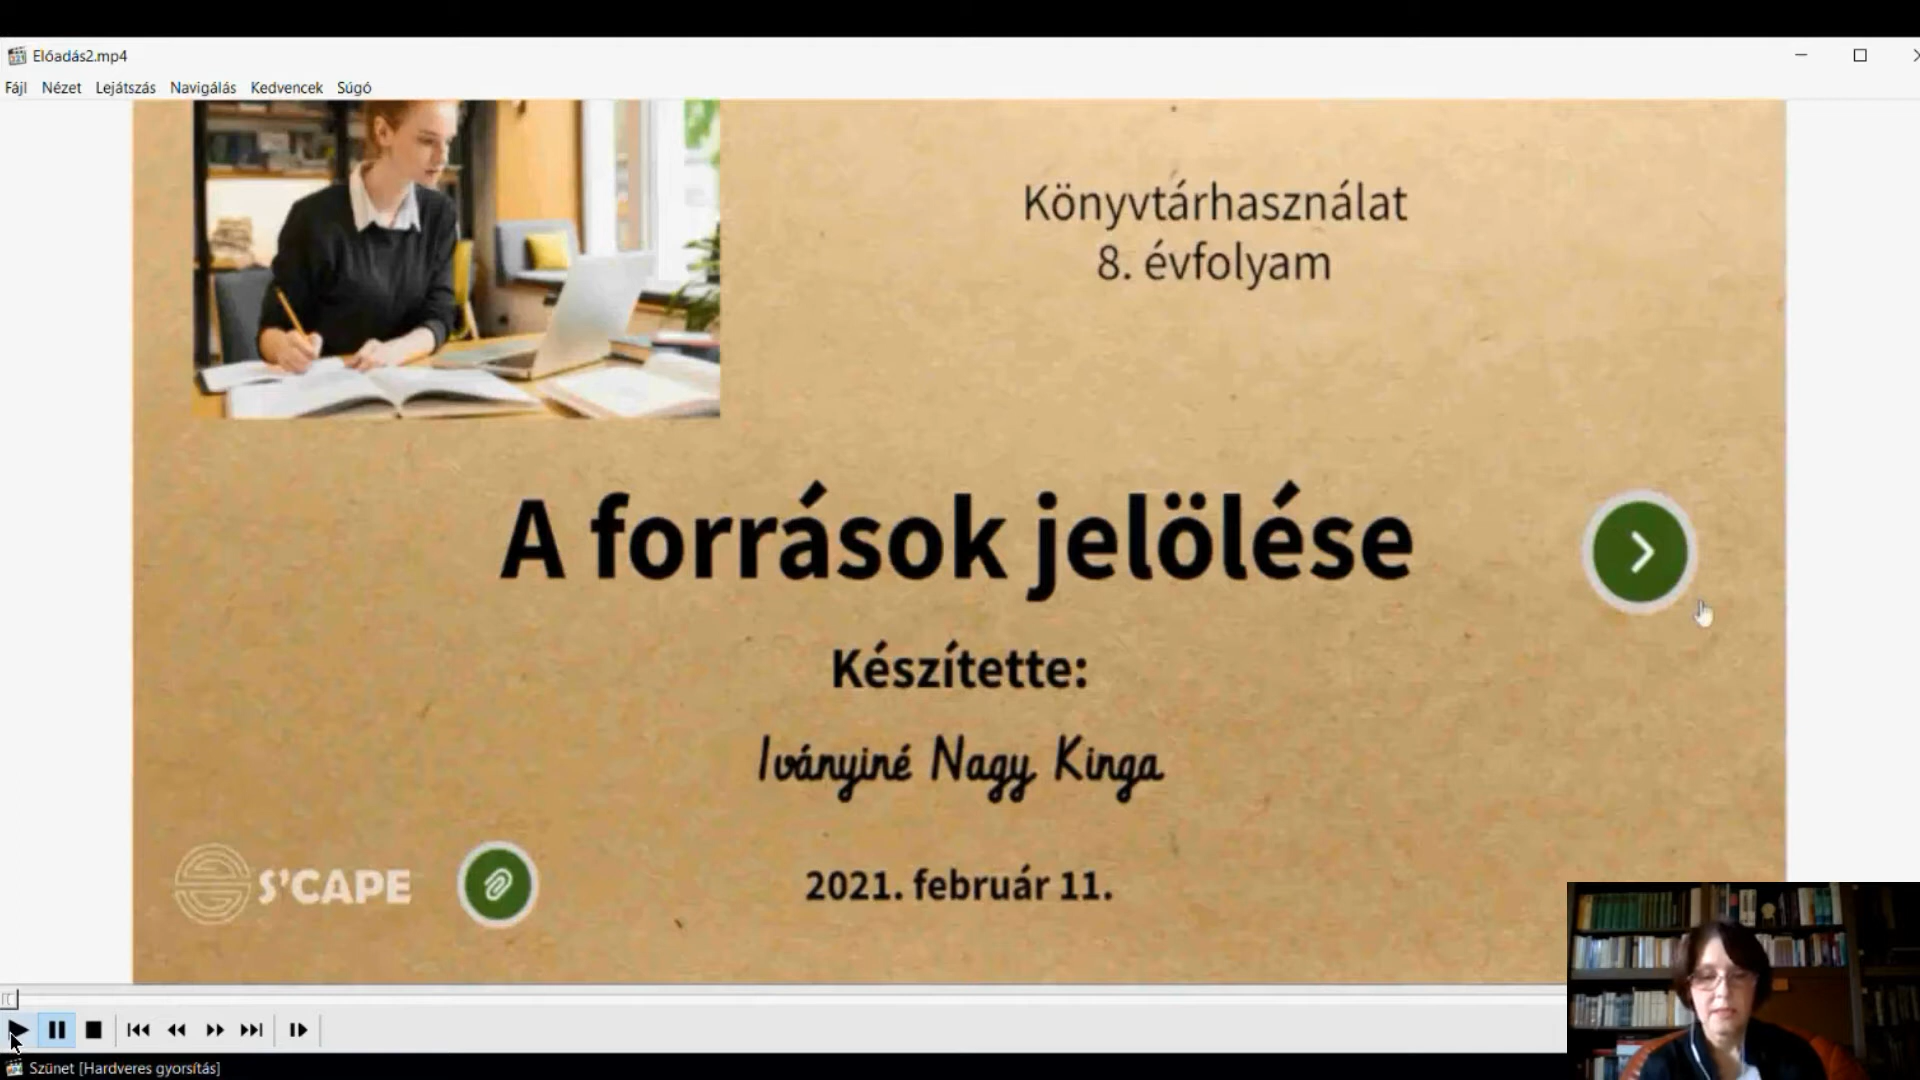 Előadás2.mp4
Fájl Nézet Lejátszás Navigálás Kedvencek Súgó
Könyvtárhasználat
8. évfolyam
A források jelölése
Készítette:
Iványiné Nagy Kinga
S'CAPE
2021. február 11.
Szünet [Hardveres gyorsítás]